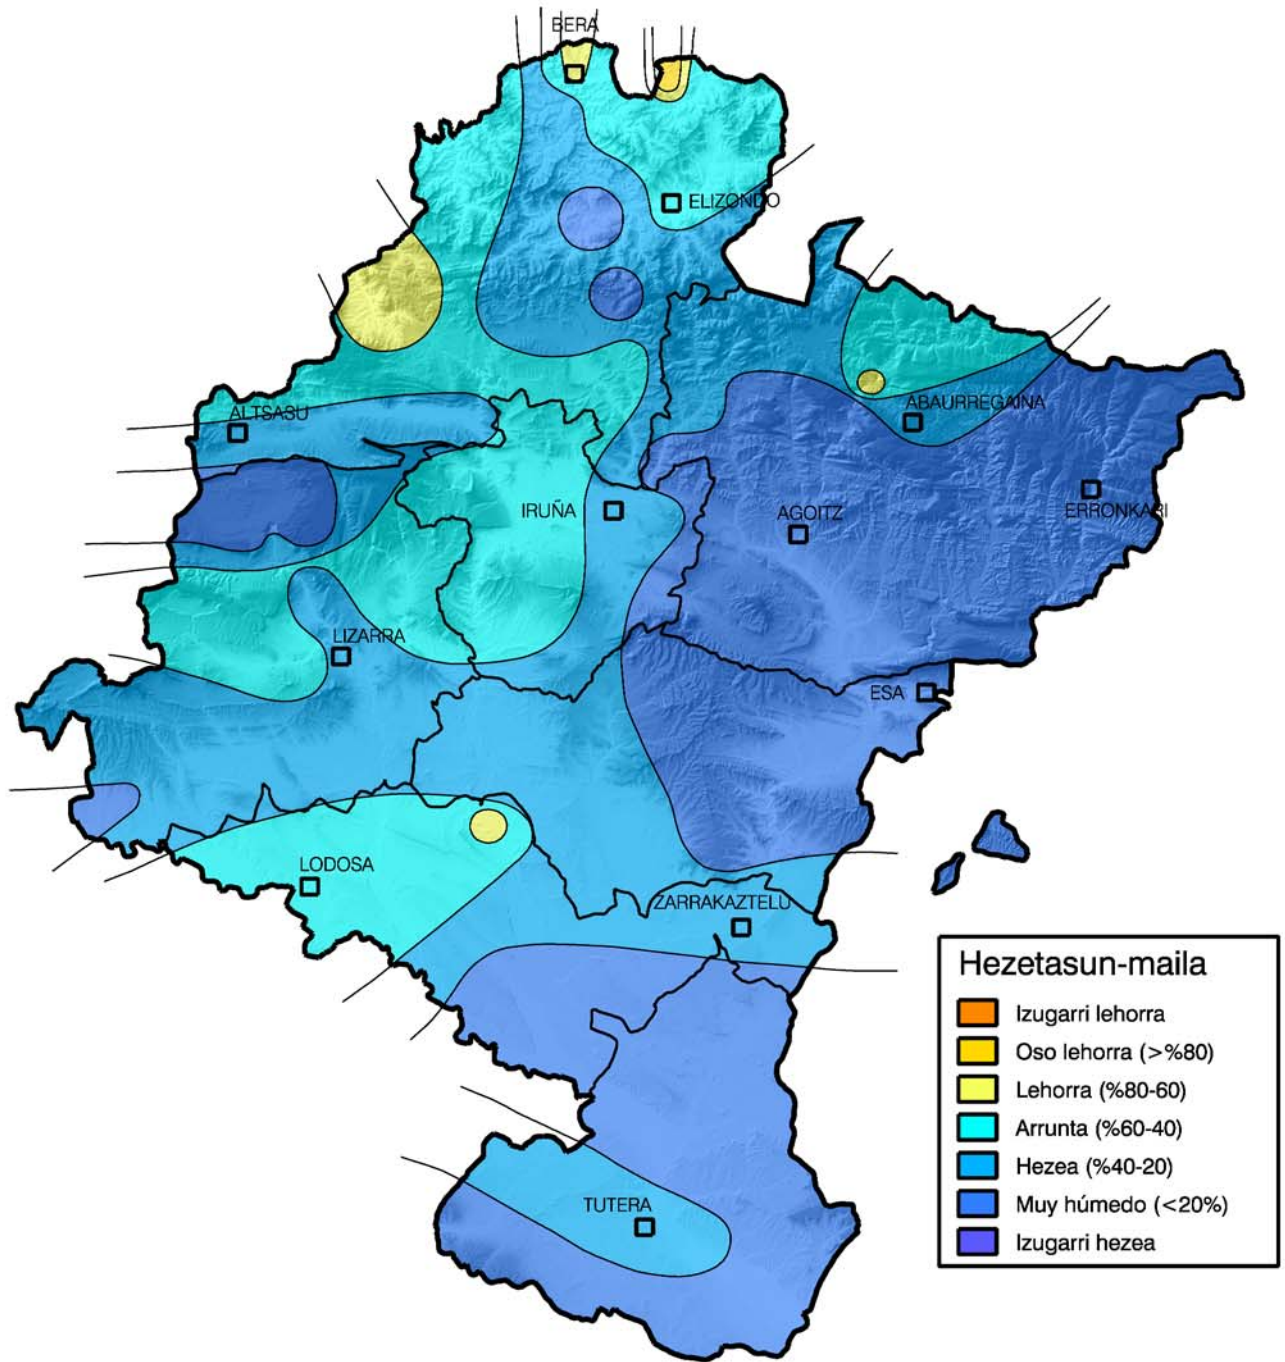 BERA
ELIZONDO
ALTSASU
ABAURREGAINA
IRUÑA
AGOITZ
ERRONKARI
LIZARRA
ESA
LODOSA
ZARRAKAZTELU
TUTERA
Hezetasun-maila
Izugarri lehorra
Oso lehorra (>%80)
Lehorra (%80-60)
Arrunta (%60-40)
Hezea (%40-20)
Muy húmedo (<20%)
Izugarri hezea